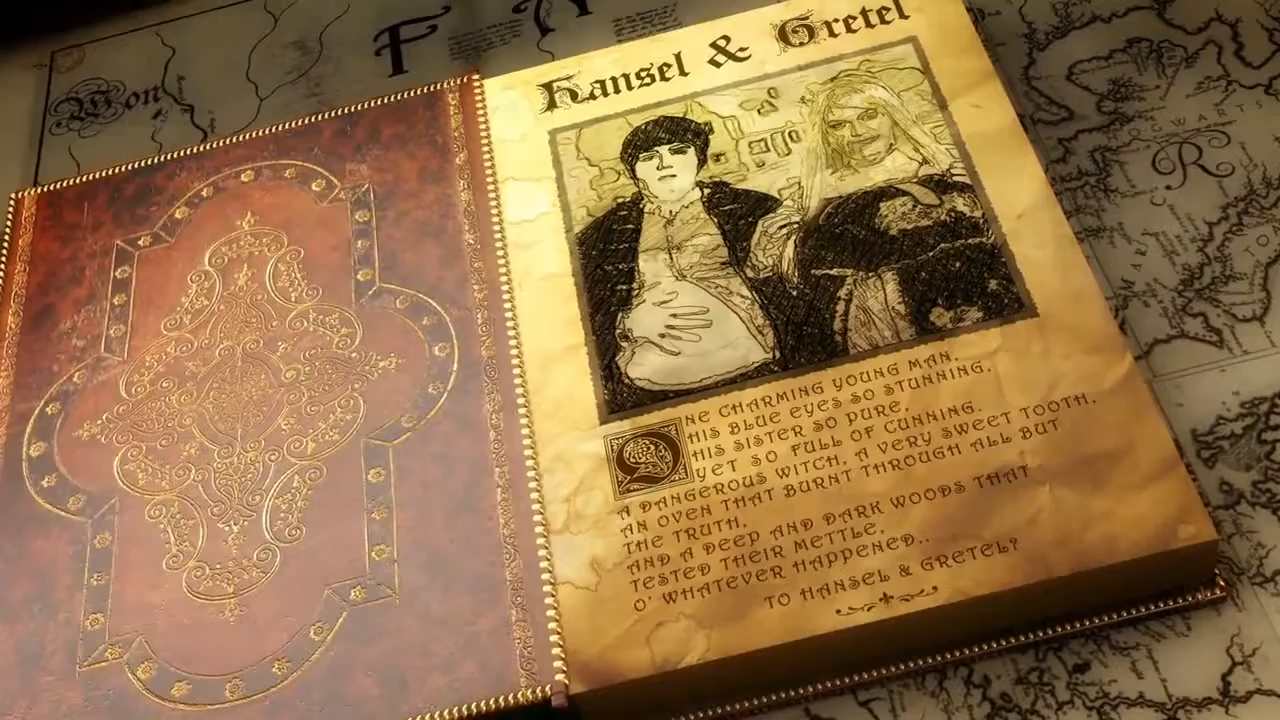 Hansel & Gretel
ONE CHARMING YOUNG MAN,
HIS BLUE EYES SO STUNNING,
HIS SISTER SO PURE,
YET SO FULL OF CUNNING.
A DANGEROUS WITCH, A VERY SWEET TOOTH,
AN OVEN THAT BURNT THROUGH ALL BUT
THE TRUTH,
AND A DEEP AND DARK WOODS THAT
TESTED THEIR METTLE,
O' WHATEVER HAPPENED..
TO HANSEL & GRETEL?
Won
F
R